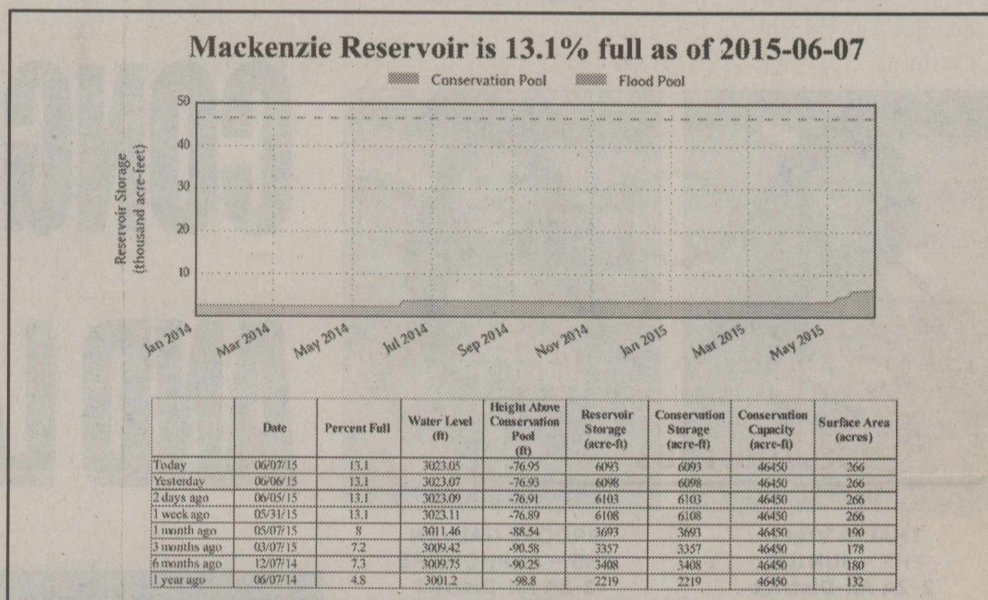 Mackenzie Reservoir is 13.1% full as of 2015-06-07
Conservation Pool Flood Pool
Reservoir Storage
(thousand acre-feet)
50
40
30
20
10
Jan 2014 Mar 2014 May 2014 Jul 2014 Sep 2014 Nov 2014 Jan 2015 Mar 2015 May 2015
Date Percent Full Water Level (ft) Height Above Conservation Pool (ft) Reservoir Storage (acre-ft) Conservation Storage (acre-ft) Conservation Capacity (acre-ft) Surface Area (acres)
Today 06/07/15 13.1 3023.05 -76.95 6093 6093 46450 266
Yesterday 06/06/15 13.1 3023.07 -76.93 6098 6098 46450 266
2 days ago 06/05/15 13.1 3023.09 -76.91 6103 6103 46450 266
1 week ago 05/31/15 13.1 3023.11 -76.89 6108 6108 46450 266
1 month ago 05/07/15 8 3011.46 -88.54 3693 3693 46450 190
3 months ago 03/07/15 7.2 3009.42 -90.58 3357 3357 46450 178
6 months ago 12/07/14 7.3 3009.75 -90.25 3408 3408 46450 180
1 year ago 06/07/14 4.8 3001.2 -98.8 2219 2219 46450 132